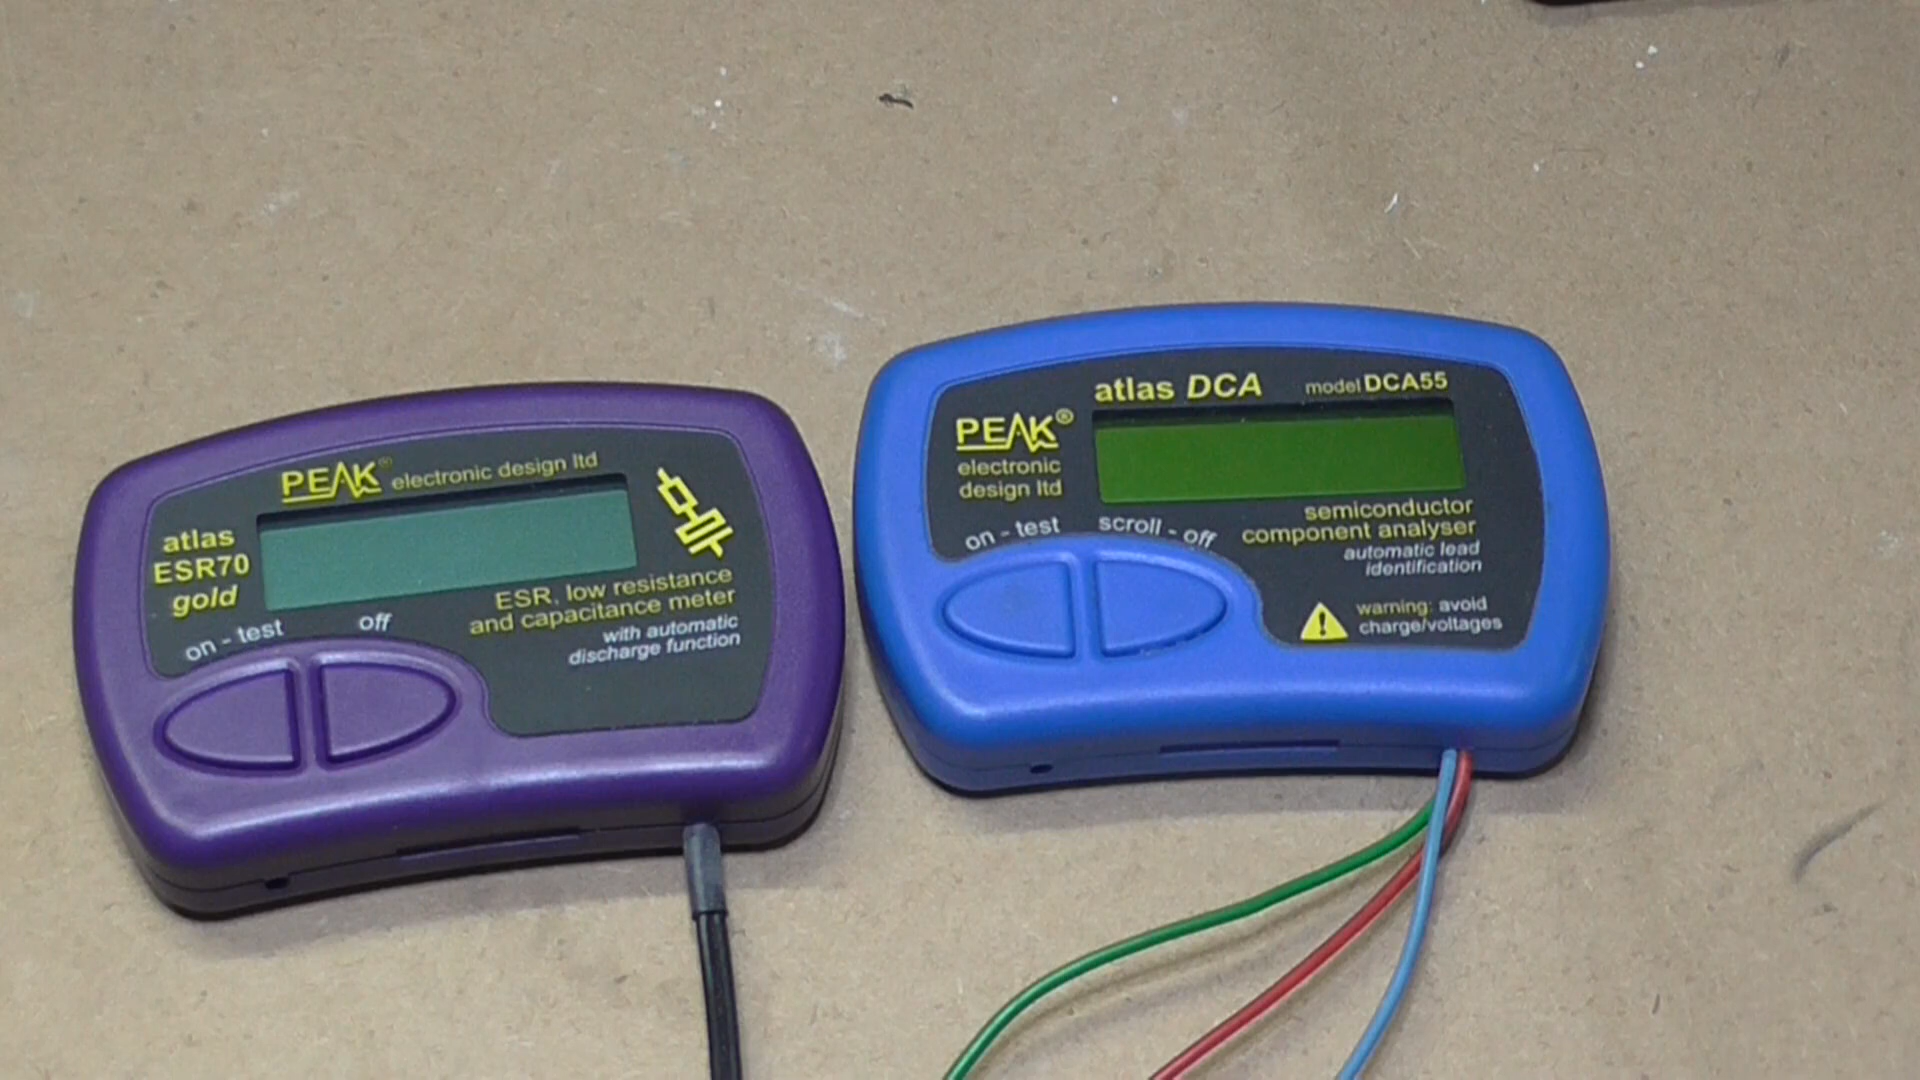 PEAK® electronic design ltd
atlas
ESR70
gold
ESR, low resistance
and capacitance meter
with automatic
discharge function
on - test
off
atlas DCA
model DCA55
PEAK®
electronic
design ltd
semiconductor
component analyser
automatic lead
identification
on - test
scroll - off
warning: avoid
charge/voltages